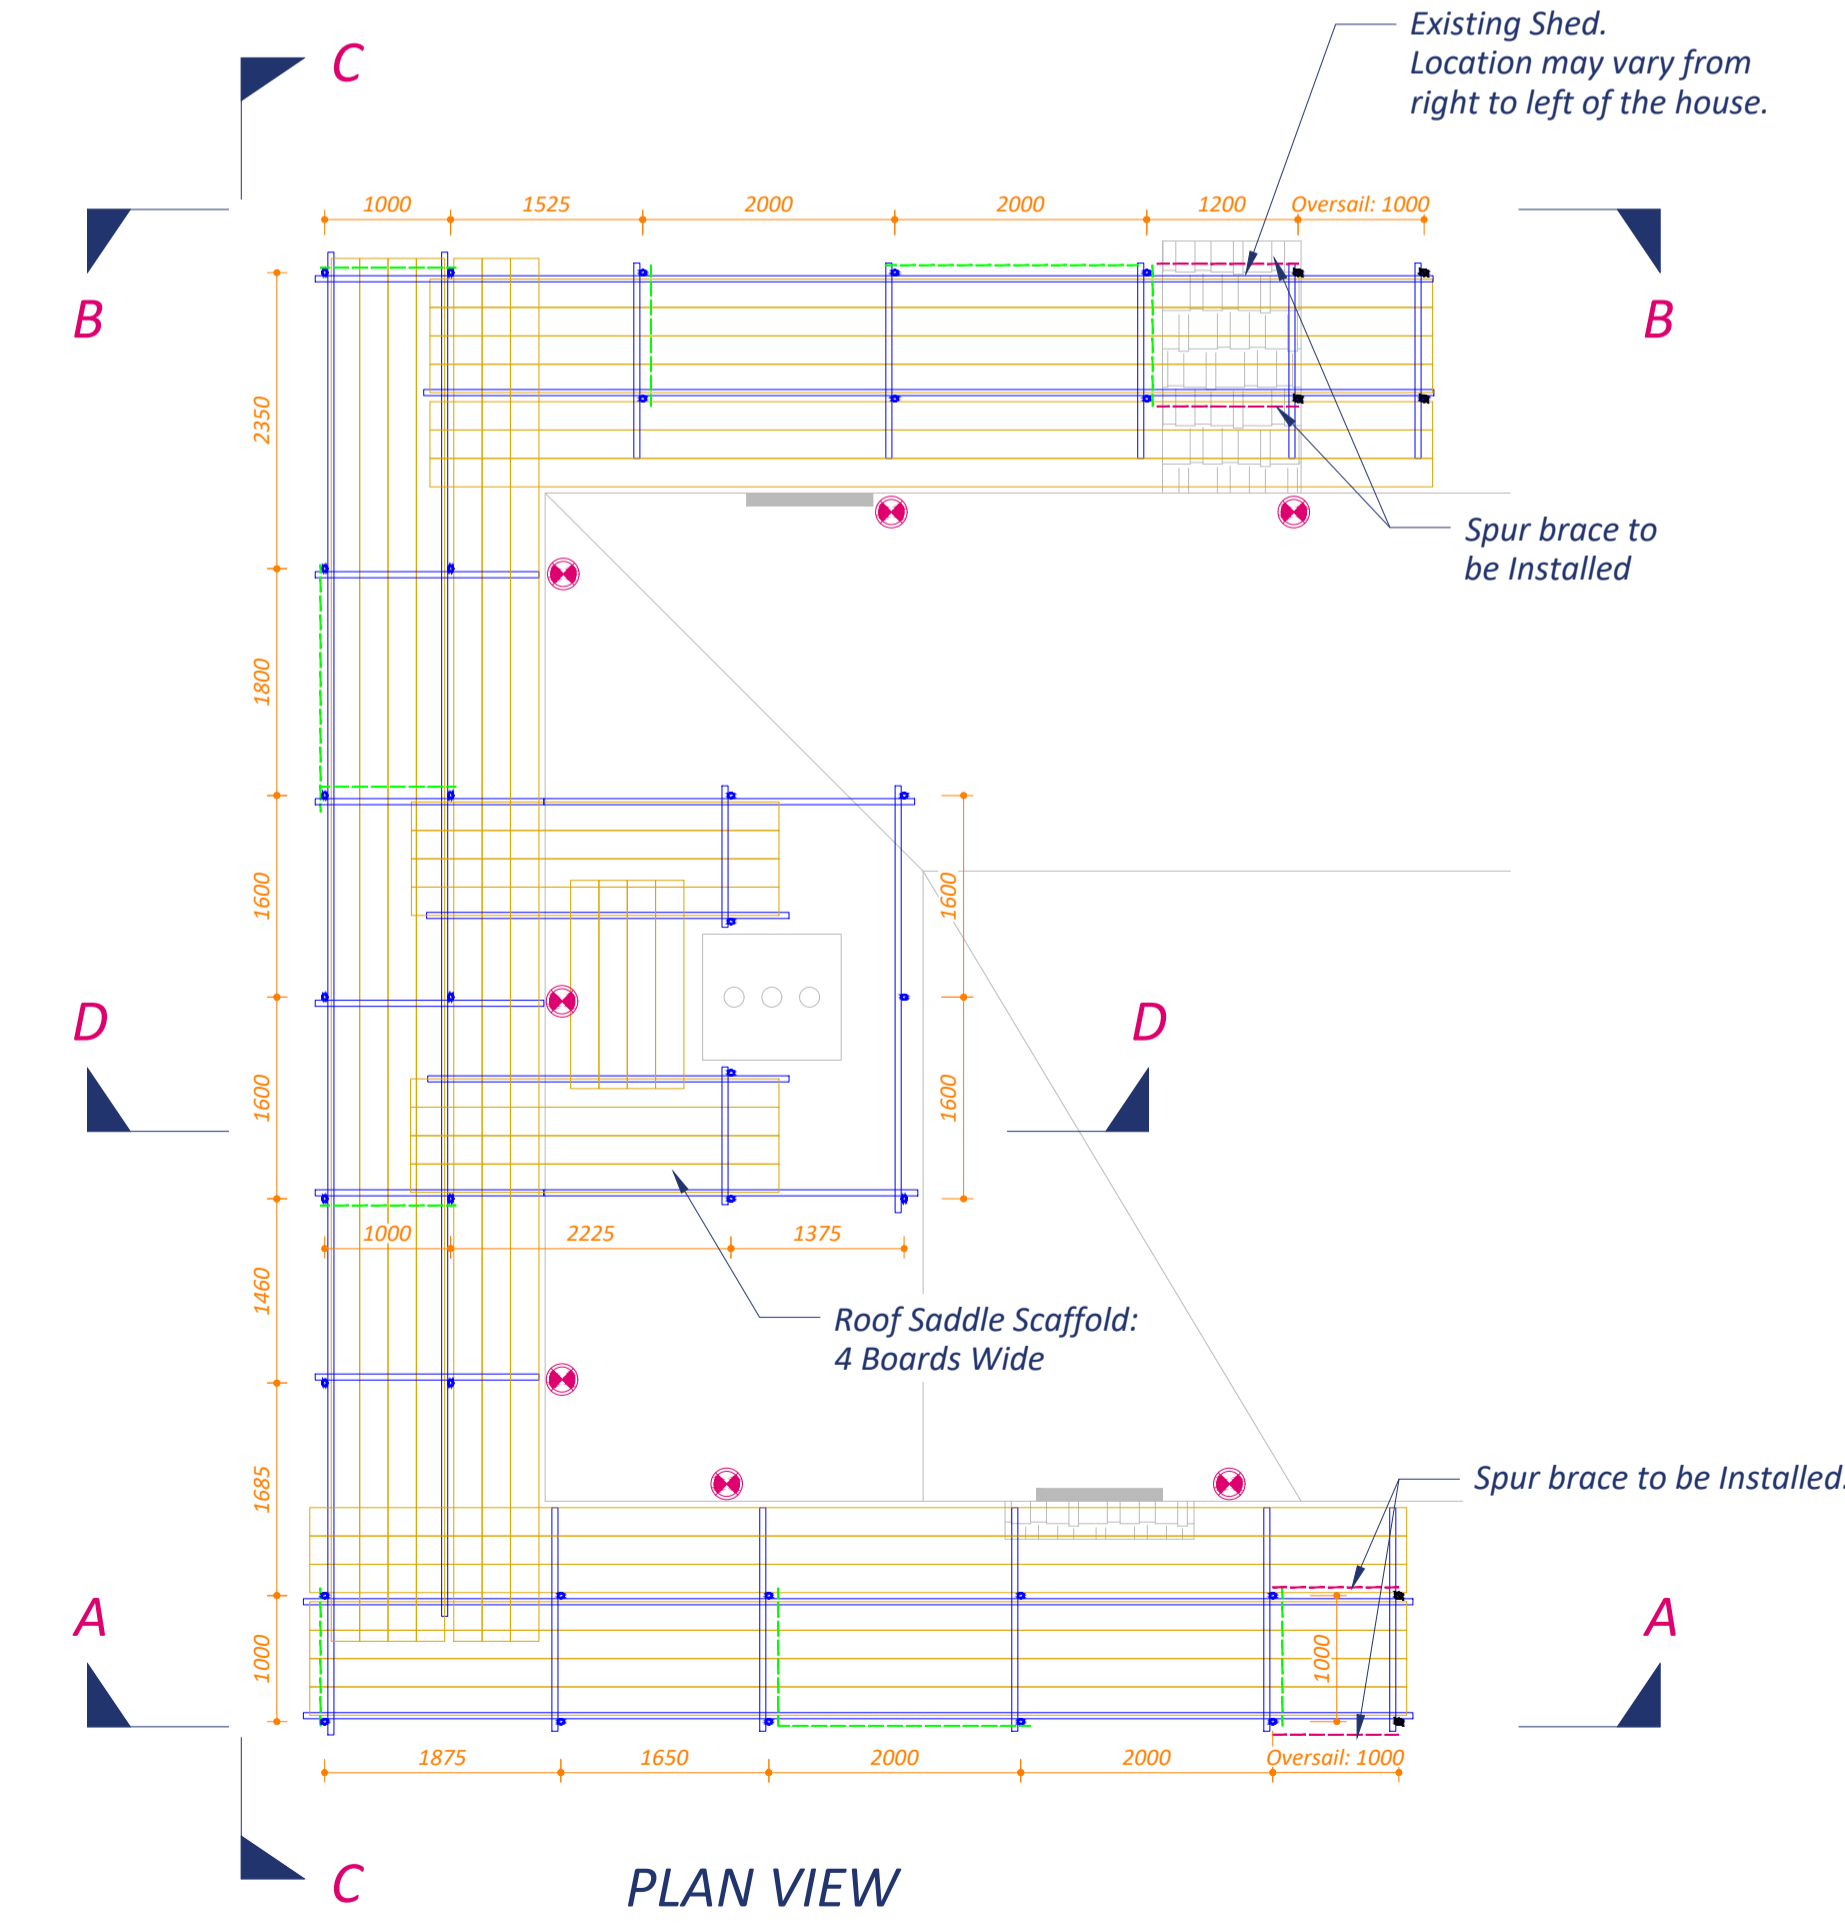 Existing Shed.
Location may vary from
right to left of the house.
C
1000 1525 2000 2000 1200 Oversail: 1000
B B
2350
Spur brace to
be Installed
1800
1600 1600
D D
1600 1600
1000 2225 1375
1460
Roof Saddle Scaffold:
4 Boards Wide
1685
Spur brace to be Installed.
A A
1000 1000
1875 1650 2000 2000 Oversail: 1000
C
PLAN VIEW